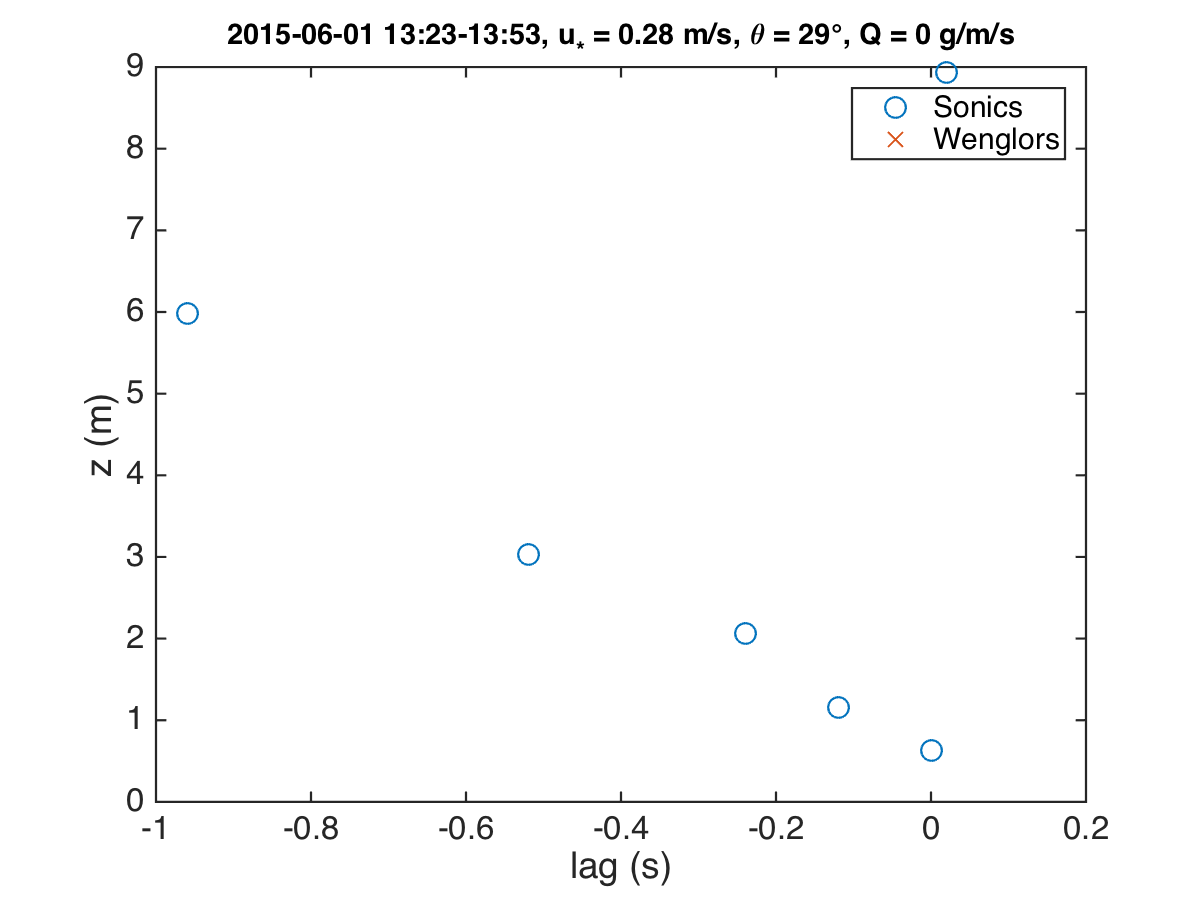 2015-06-01 13:23-13:53, u* = 0.28 m/s, θ = 29°, Q = 0 g/m/s
9
8
7
6
5
4
3
2
1
0
z (m)
Sonics
Wenglors
-1 -0.8 -0.6 -0.4 -0.2 0 0.2
lag (s)